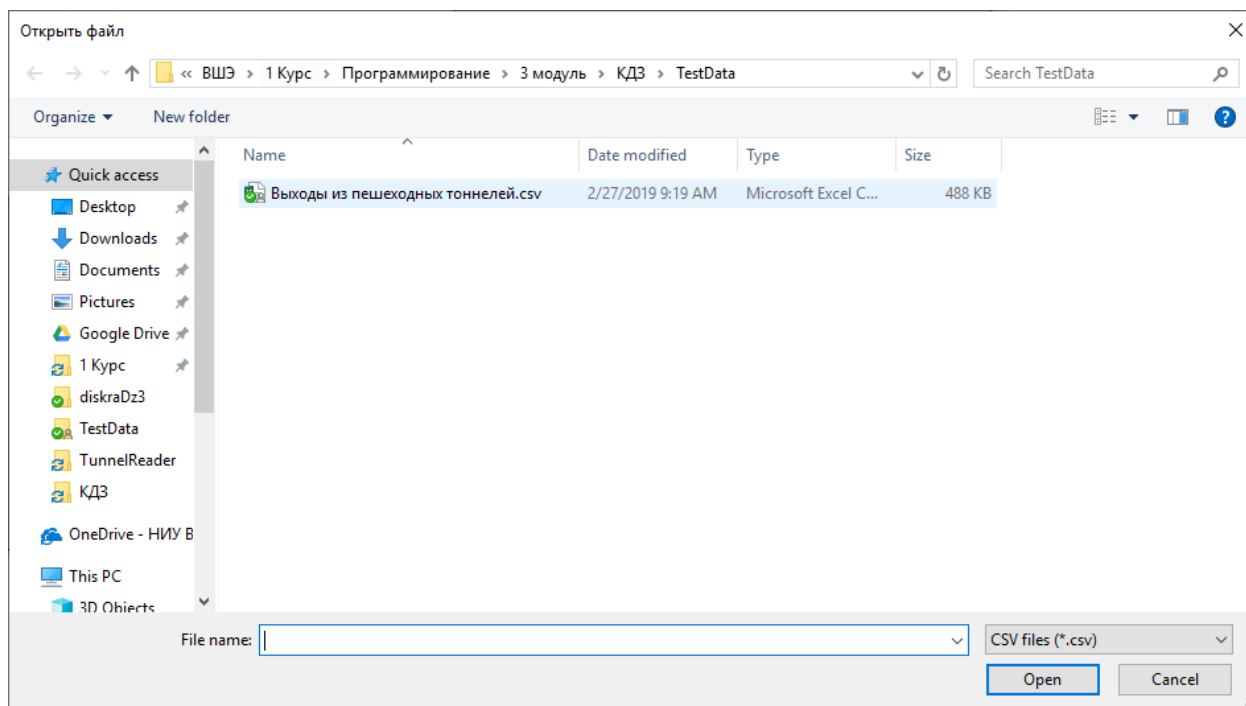 Открыть файл
« ВШЭ › 1 Курс › Программирование › 3 модуль › КДЗ › TestData
Search TestData
Organize
New folder
Name
Date modified
Type
Size
Выходы из пешеходных тоннелей.csv
2/27/2019 9:19 AM
Microsoft Excel C...
488 KB
Quick access
Desktop
Downloads
Documents
Pictures
Google Drive
1 Курс
diskraDz3
TestData
TunnelReader
КДЗ
OneDrive - НИУ В
This PC
3D Objects
File name:
CSV files (*.csv)
Open
Cancel